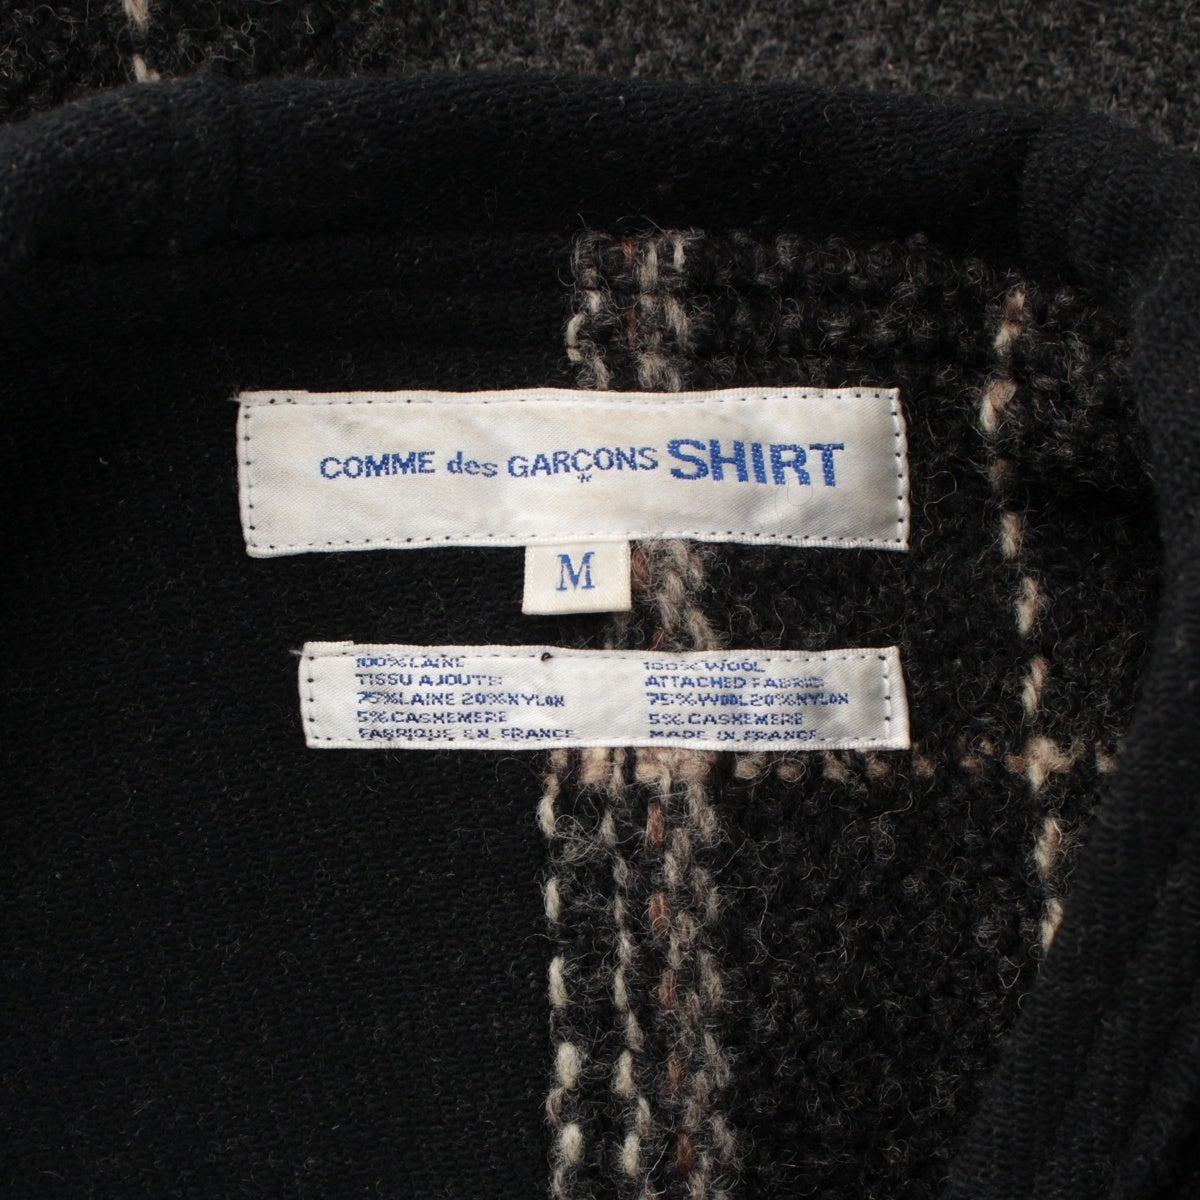 COMME des GARÇONS SHIRT
*
M
100% LAINE
TISSU AJOUTE:
75% LAINE 20% NYLON
5% CASHEMERE
FABRIQUE EN FRANCE
100% WOOL
ATTACHED FABRIC:
75% WOOL 20% NYLON
5% CASHEMERE
MADE IN FRANCE